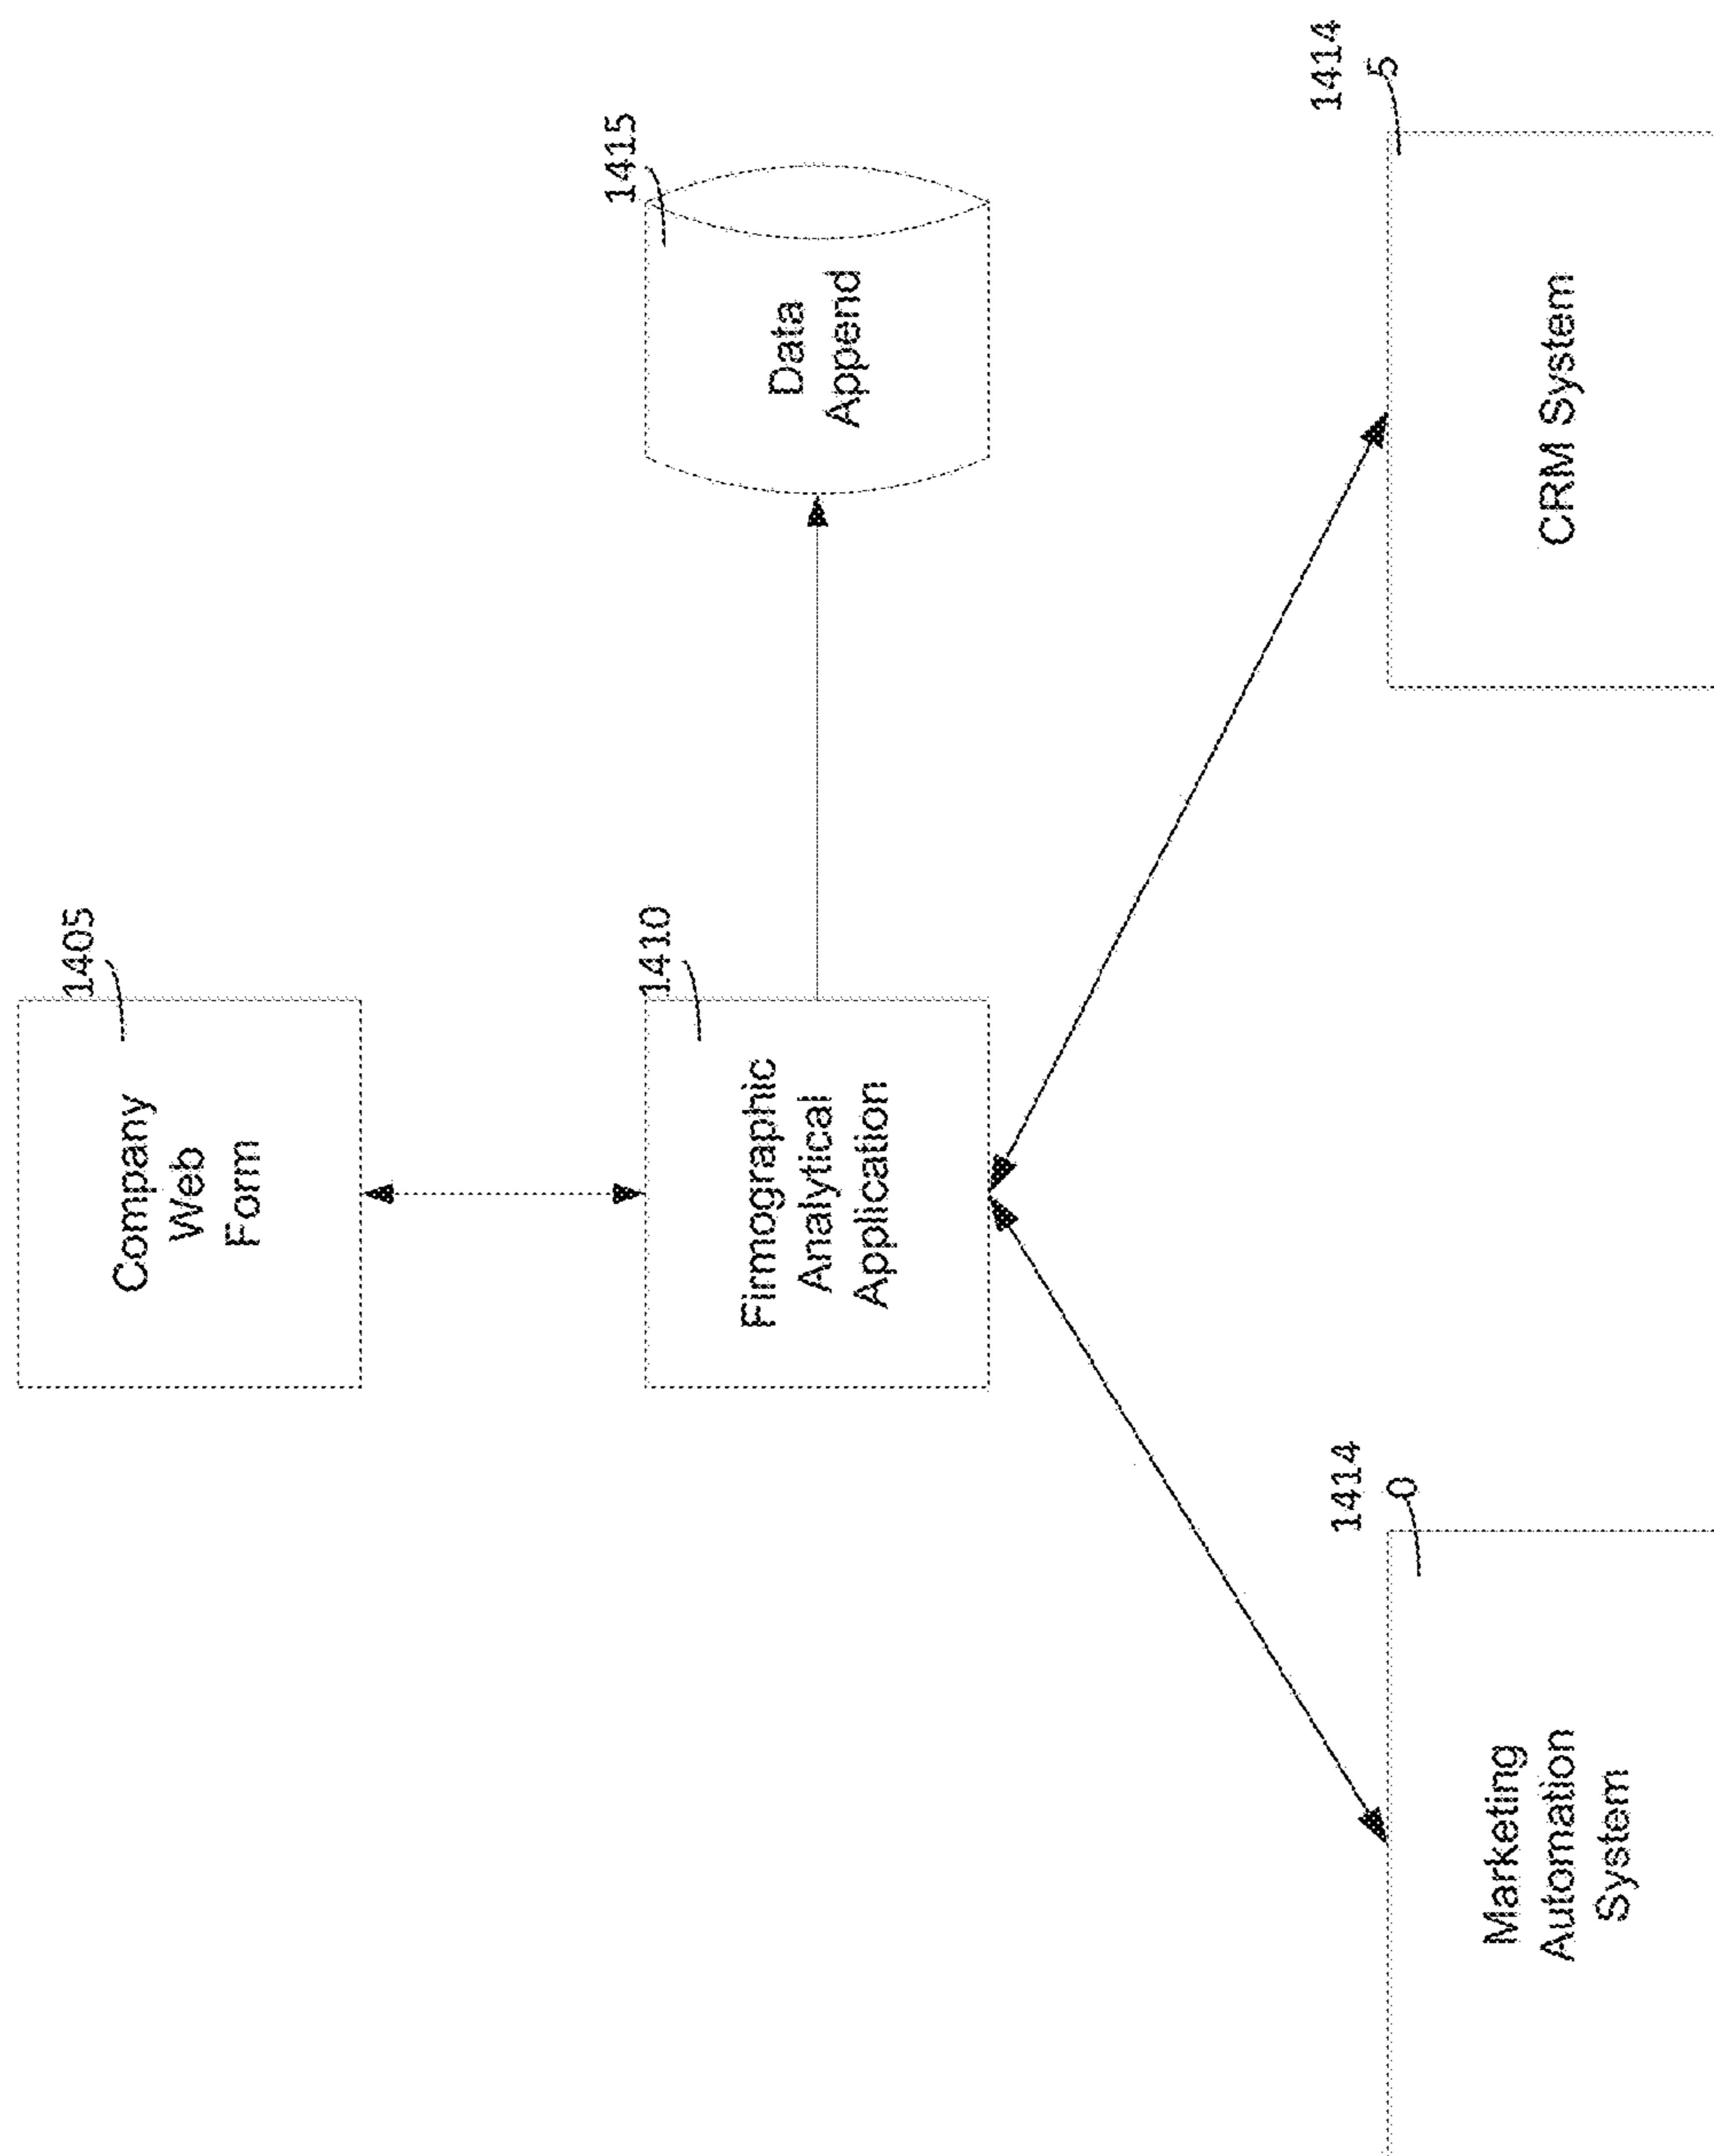 1405
Company
Web
Form
1410
Firmographic
Analytical
Application
1415
Data
Append
1414
0
Marketing
Automation
System
1414
5
CRM System